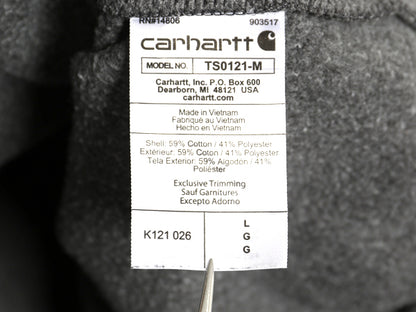 RN#14806 903517
carhartt
MODEL NO. TS0121-M
Carhartt, Inc. P.O. Box 600
Dearborn, MI 48121 USA
carhartt.com
Made in Vietnam
Fabriqué au Vietnam
Hecho en Vietnam
Shell: 59% Cotton / 41% Polyester
Extérieur: 59% Coton / 41% Polyester
Tela Exterior: 59% Algodon / 41%
Poliéster
Exclusive Trimming
Sauf Garnitures
Excepto Adorno
K121 026
L
G
G